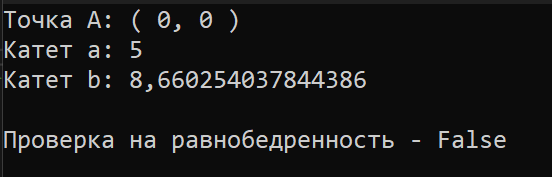 Точка A: ( 0, 0 )
Катет a: 5
Катет b: 8,660254037844386
Проверка на равнобедренность - False